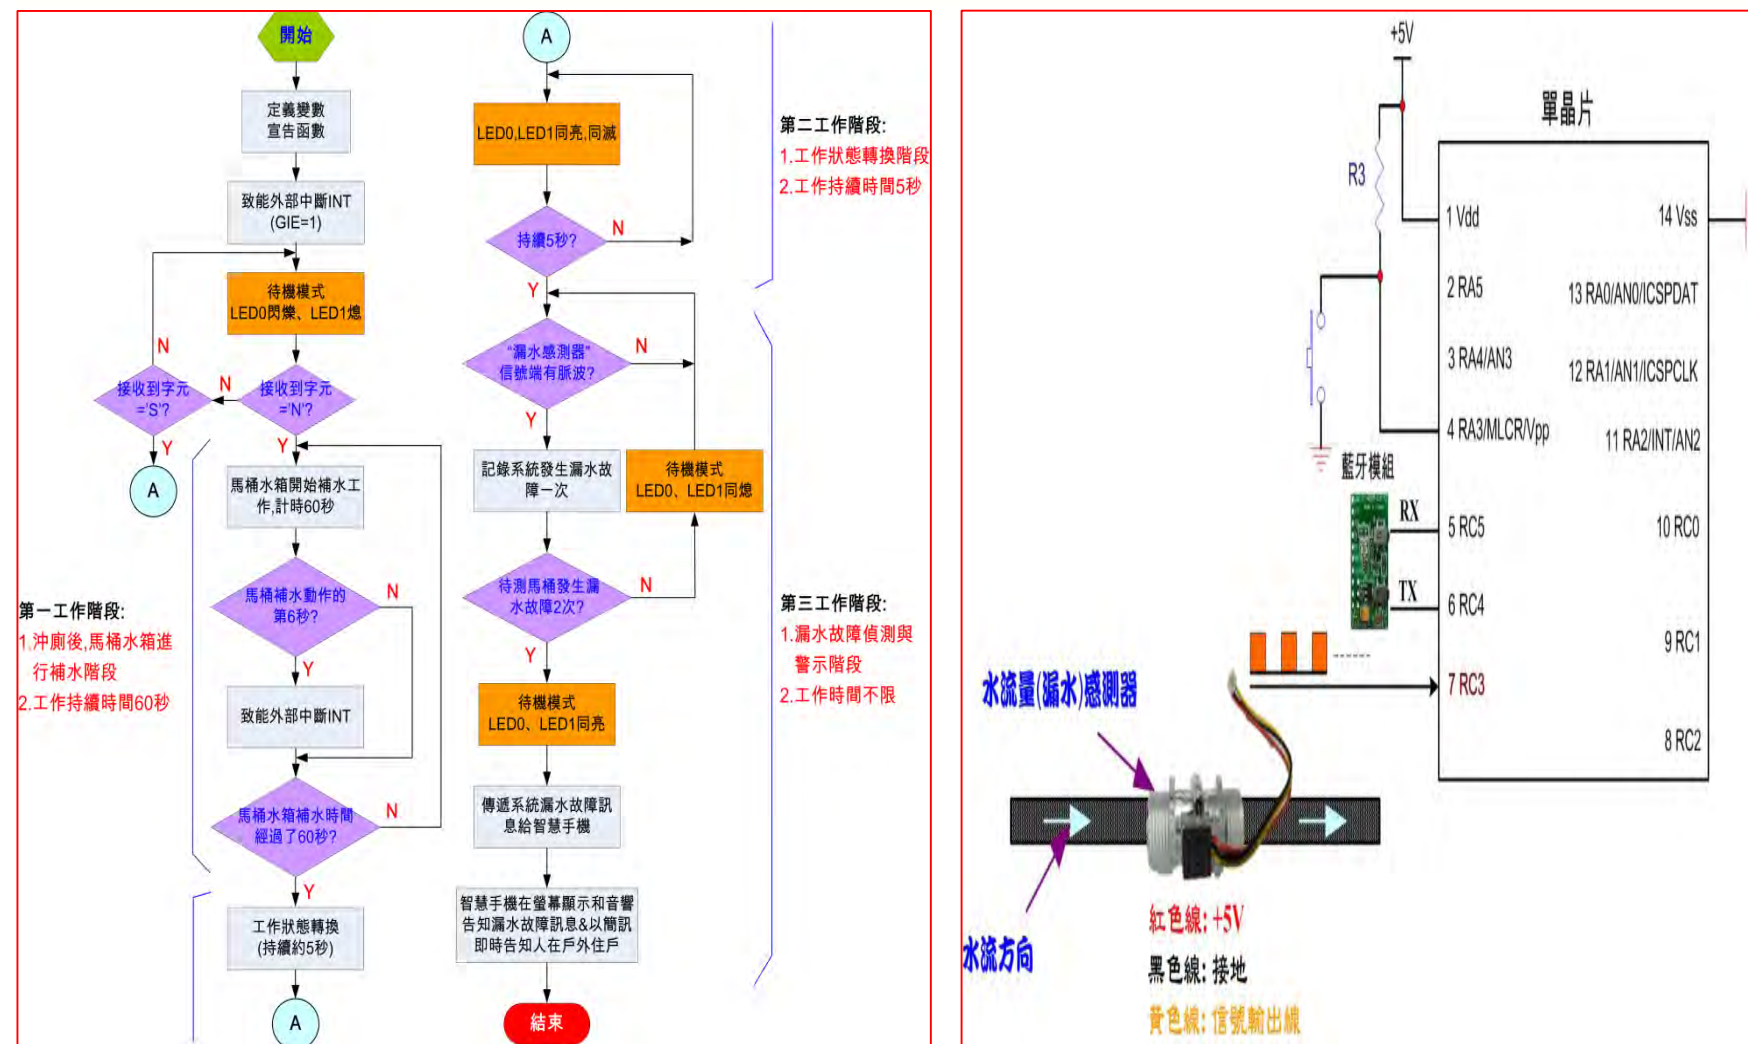 開始
定義變數
宣告函數
致能外部中斷INT
(GIE=1)
待機模式
LED0閃爍、LED1熄
N
接收到字元
='S'?
N
接收到字元
='N'?
Y
Y
A
馬桶水箱開始補水工
作,計時60秒
馬桶補水動作的
第6秒?
N
Y
致能外部中斷INT
馬桶水箱補水時間
經過了60秒?
N
Y
工作狀態轉換
(持續約5秒)
A
第一工作階段:
1.沖廁後,馬桶水箱進
行補水階段
2.工作持續時間60秒
A
LED0,LED1同亮,同滅
持續5秒?
N
Y
“漏水感測器”
信號端有脈波?
N
Y
記錄系統發生漏水故
障一次
待機模式
LED0、LED1同熄
待測馬桶發生漏
水故障2次?
N
Y
待機模式
LED0、LED1同亮
傳遞系統漏水故障訊
息給智慧手機
智慧手機在螢幕顯示和音響
告知漏水故障訊息&以簡訊
即時告知人在戶外住戶
結束
第二工作階段:
1.工作狀態轉換階段
2.工作持續時間5秒
第三工作階段:
1.漏水故障偵測與
警示階段
2.工作時間不限
+5V
單晶片
R3
1 Vdd
14 Vss
2 RA5
13 RA0/AN0/ICSPDAT
3 RA4/AN3
12 RA1/AN1/ICSPCLK
4 RA3/MLCR/Vpp
11 RA2/INT/AN2
藍牙模組
RX
5 RC5
10 RC0
TX
6 RC4
9 RC1
7 RC3
8 RC2
水流量(漏水)感測器
水流方向
紅色線: +5V
黑色線: 接地
黃色線: 信號輸出線